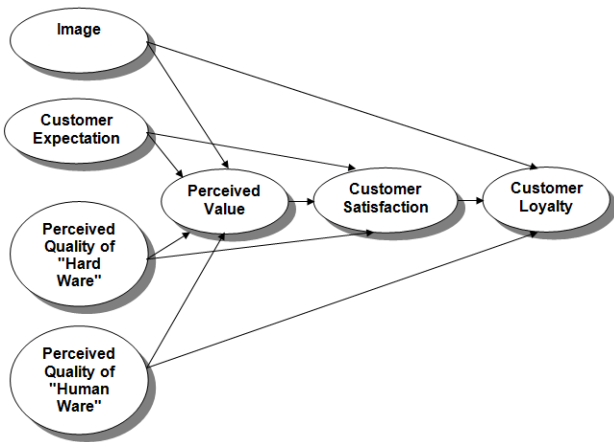 Image
Customer
Expectation
Perceived
Value
Customer
Satisfaction
Customer
Loyalty
Perceived
Quality of
"Hard
Ware"
Perceived
Quality of
"Human
Ware"